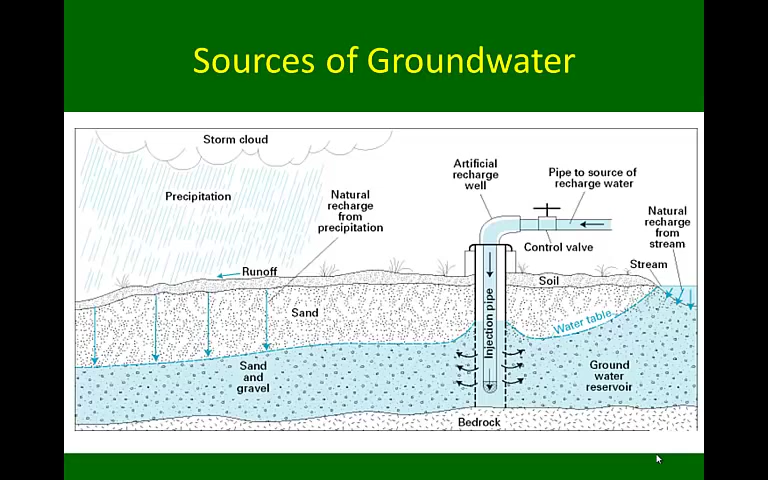 Sources of Groundwater
Storm cloud
Precipitation
Natural
recharge
from
precipitation
Artificial
recharge
well
Pipe to source of
recharge water
Control valve
Natural
recharge
from
stream
Stream
Runoff
Soil
Sand
Injection pipe
Water table
Sand
and
gravel
Ground
water
reservoir
Bedrock